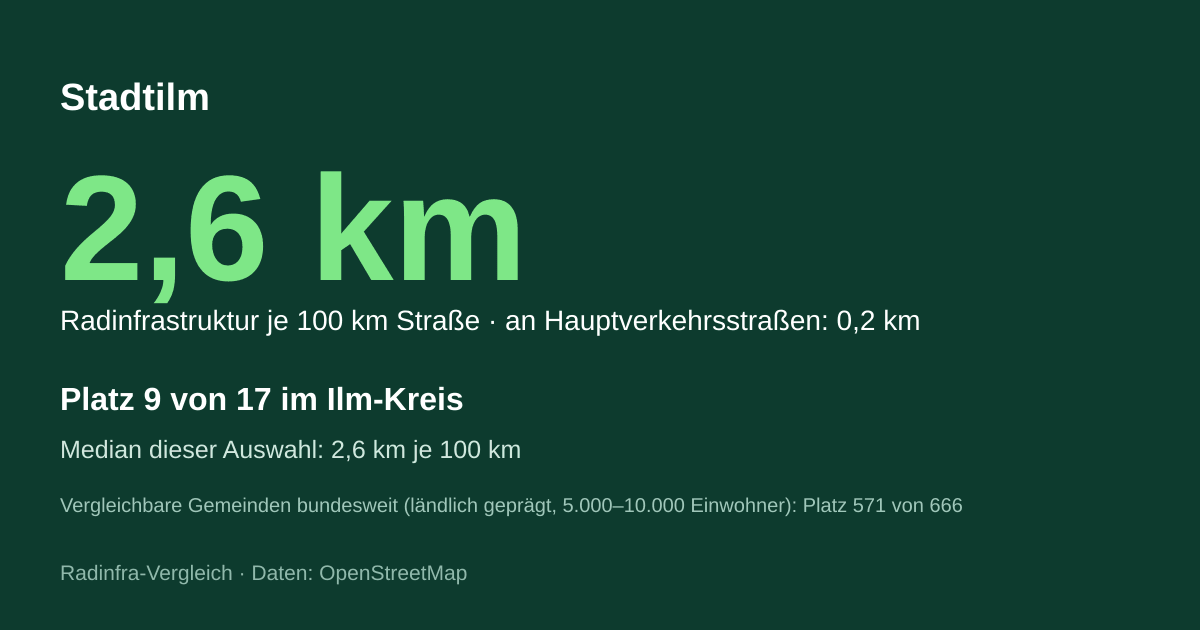 Stadtilm
2,6 km
Radinfrastruktur je 100 km Straße · an Hauptverkehrsstraßen: 0,2 km
Platz 9 von 17 im Ilm-Kreis
Median dieser Auswahl: 2,6 km je 100 km
Vergleichbare Gemeinden bundesweit (ländlich geprägt, 5.000–10.000 Einwohner): Platz 571 von 666
Radinfra-Vergleich · Daten: OpenStreetMap